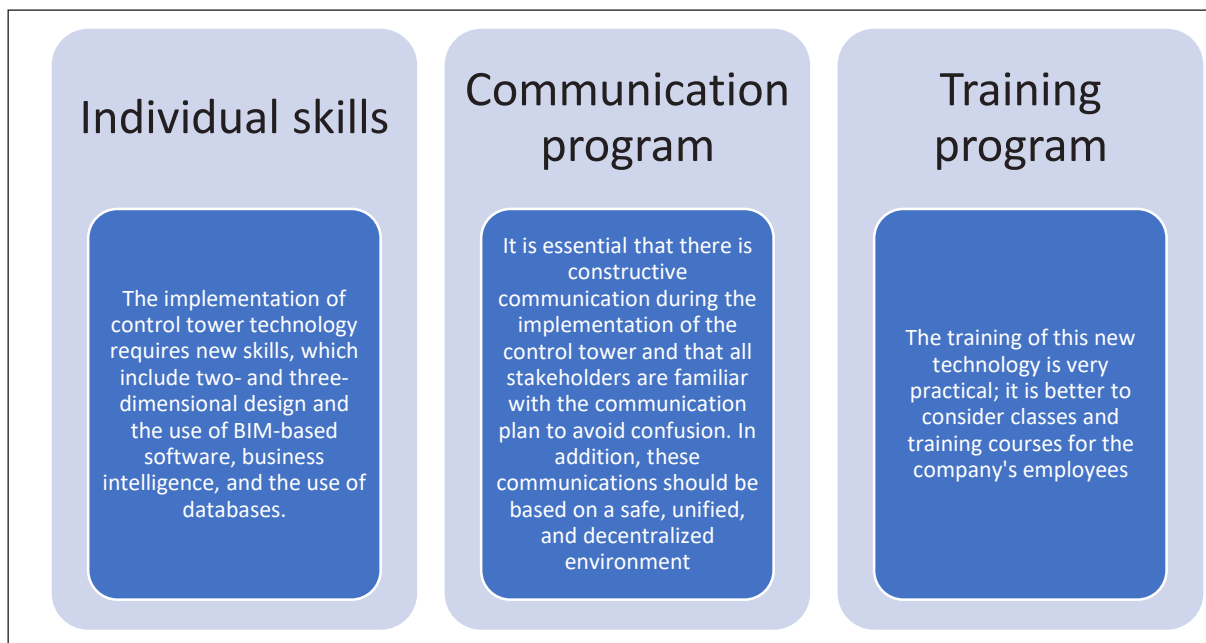 Individual skills
The implementation of
control tower technology
requires new skills, which
include two- and three-
dimensional design and
the use of BIM-based
software, business
intelligence, and the use of
databases.
Communication
program
It is essential that there is
constructive
communication during the
implementation of the
control tower and that all
stakeholders are familiar
with the communication
plan to avoid confusion. In
addition, these
communications should be
based on a safe, unified,
and decentralized
environment
Training
program
The training of this new
technology is very
practical; it is better to
consider classes and
training courses for the
company's employees